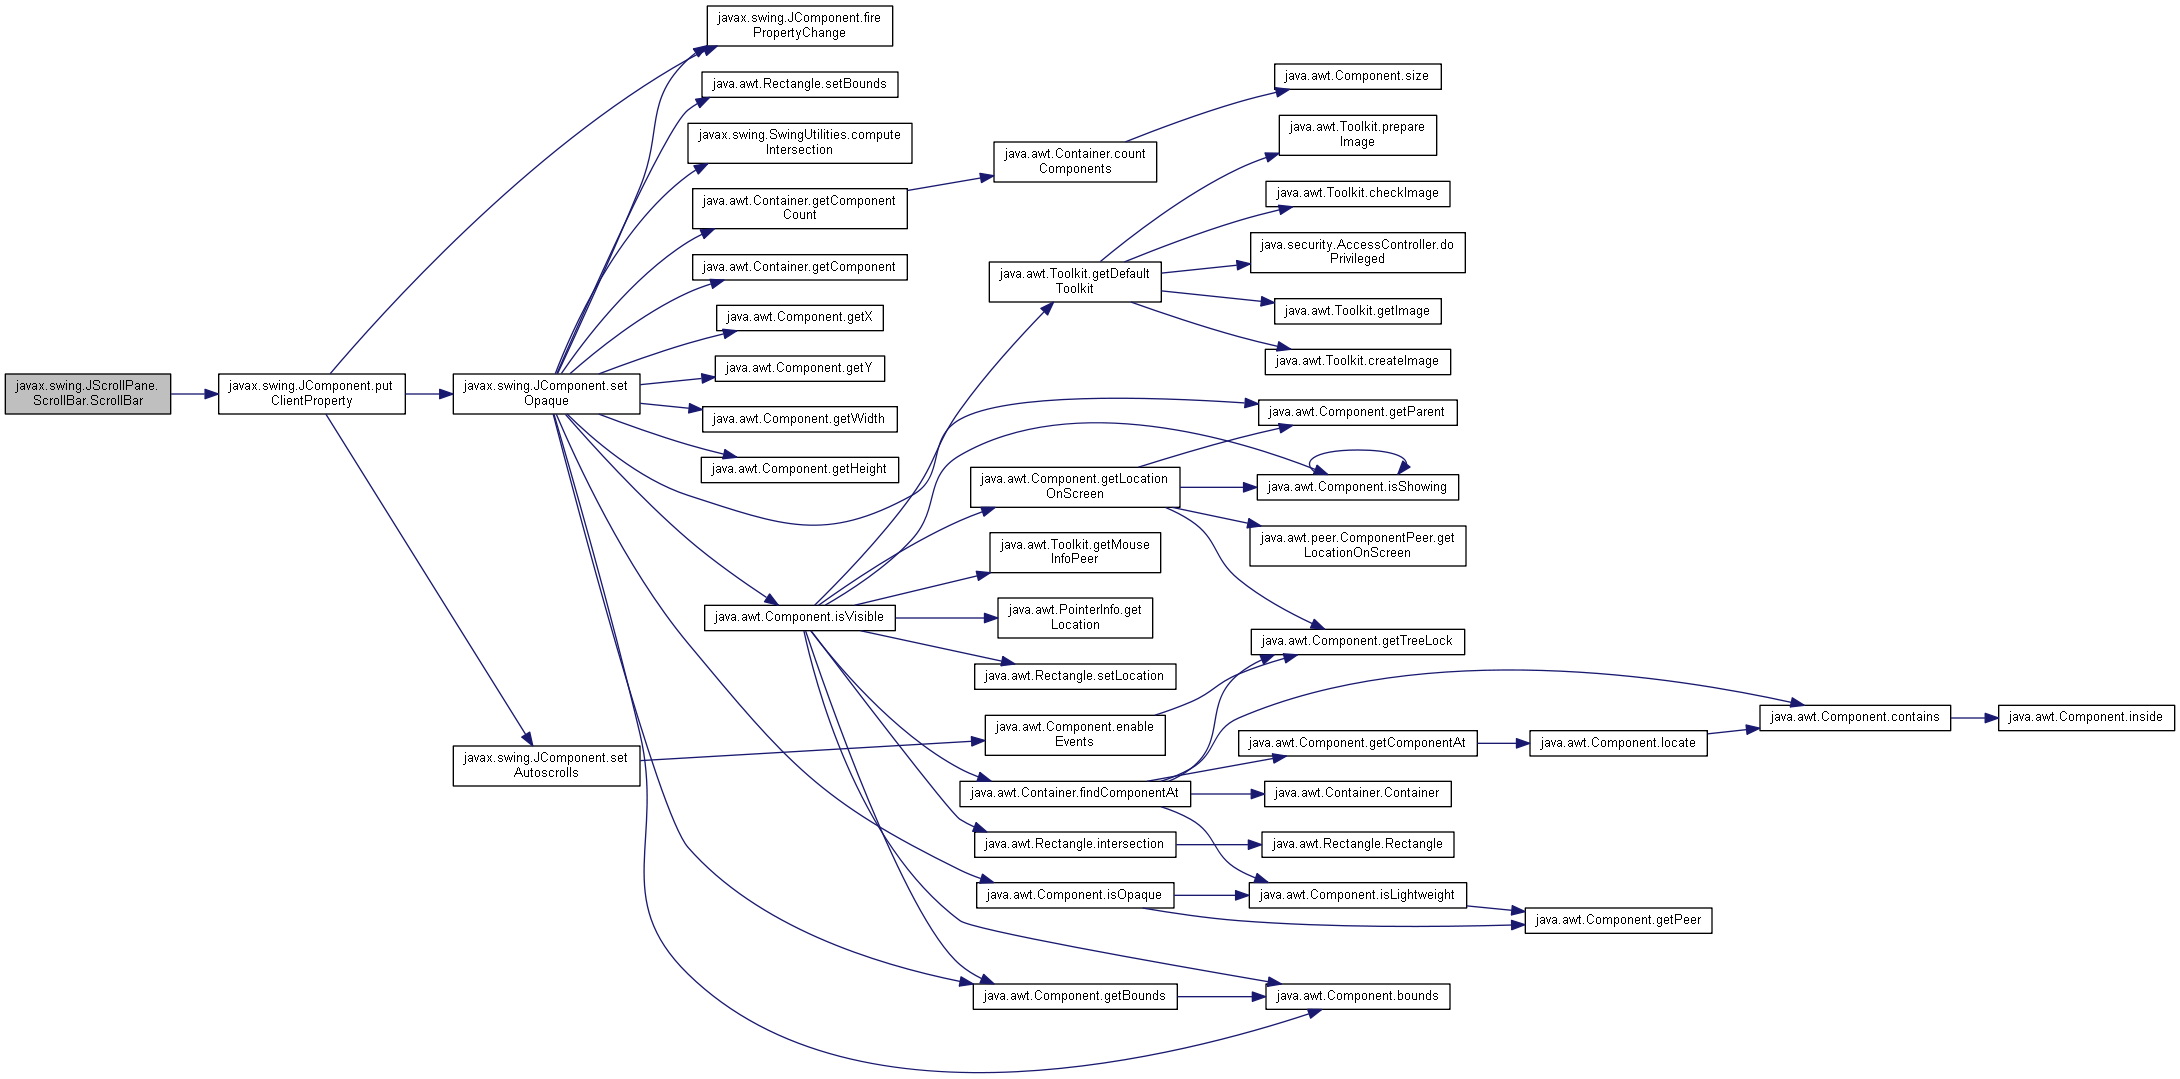 javax.swing.JScrollPane.
ScrollBar.ScrollBar
javax.swing.JComponent.put
ClientProperty
javax.swing.JComponent.set
Opaque
javax.swing.JComponent.set
Autoscrolls
javax.swing.JComponent.fire
PropertyChange
java.awt.Rectangle.setBounds
javax.swing.SwingUtilities.compute
Intersection
java.awt.Container.getComponent
Count
java.awt.Container.getComponent
java.awt.Component.getX
java.awt.Component.getY
java.awt.Component.getWidth
java.awt.Component.getHeight
java.awt.Component.isVisible
java.awt.Container.count
Components
java.awt.Toolkit.getDefault
Toolkit
java.awt.Component.getLocation
OnScreen
java.awt.Toolkit.getMouse
InfoPeer
java.awt.PointerInfo.get
Location
java.awt.Rectangle.setLocation
java.awt.Component.enable
Events
java.awt.Container.findComponentAt
java.awt.Rectangle.intersection
java.awt.Component.isOpaque
java.awt.Component.getBounds
java.awt.Component.size
java.awt.Toolkit.prepare
Image
java.awt.Toolkit.checkImage
java.security.AccessController.do
Privileged
java.awt.Toolkit.getImage
java.awt.Toolkit.createImage
java.awt.Component.getParent
java.awt.Component.isShowing
java.awt.peer.ComponentPeer.get
LocationOnScreen
java.awt.Component.getTreeLock
java.awt.Component.getComponentAt
java.awt.Container.Container
java.awt.Rectangle.Rectangle
java.awt.Component.isLightweight
java.awt.Component.bounds
java.awt.Component.locate
java.awt.Component.getPeer
java.awt.Component.contains
java.awt.Component.inside